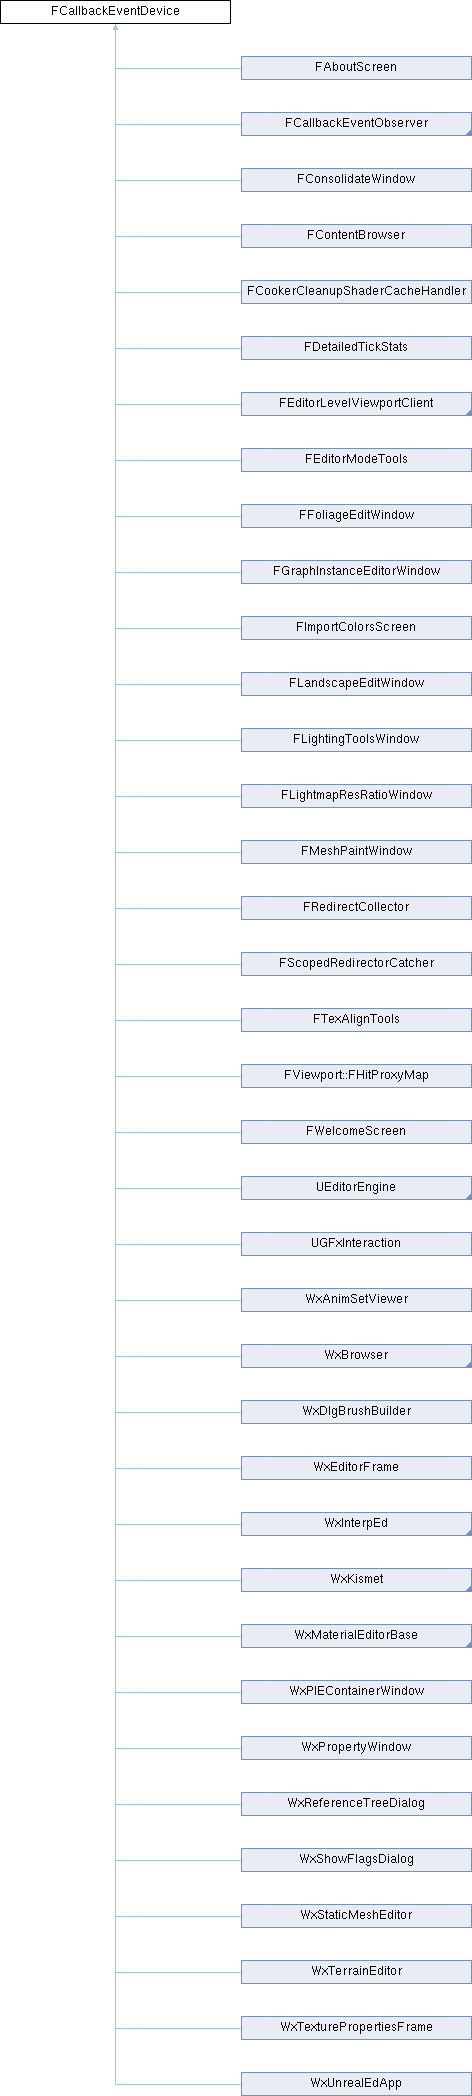 FCallbackEventDevice
FAboutScreen
FCallbackEventObserver
FConsolidateWindow
FContentBrowser
FCookerCleanupShaderCacheHandler
FDetailedTickStats
FEditorLevelViewportClient
FEditorModeTools
FFoliageEditWindow
FGraphInstanceEditorWindow
FImportColorsScreen
FLandscapeEditWindow
FLightingToolsWindow
FLightmapResRatioWindow
FMeshPaintWindow
FRedirectCollector
FScopedRedirectorCatcher
FTexAlignTools
FViewport::FHitProxyMap
FWelcomeScreen
UEditorEngine
UGFxInteraction
WxAnimSetViewer
WxBrowser
WxDlgBrushBuilder
WxEditorFrame
WxInterpEd
WxKismet
WxMaterialEditorBase
WxPIEContainerWindow
WxPropertyWindow
WxReferenceTreeDialog
WxShowFlagsDialog
WxStaticMeshEditor
WxTerrainEditor
WxTexturePropertiesFrame
WxUnrealEdApp